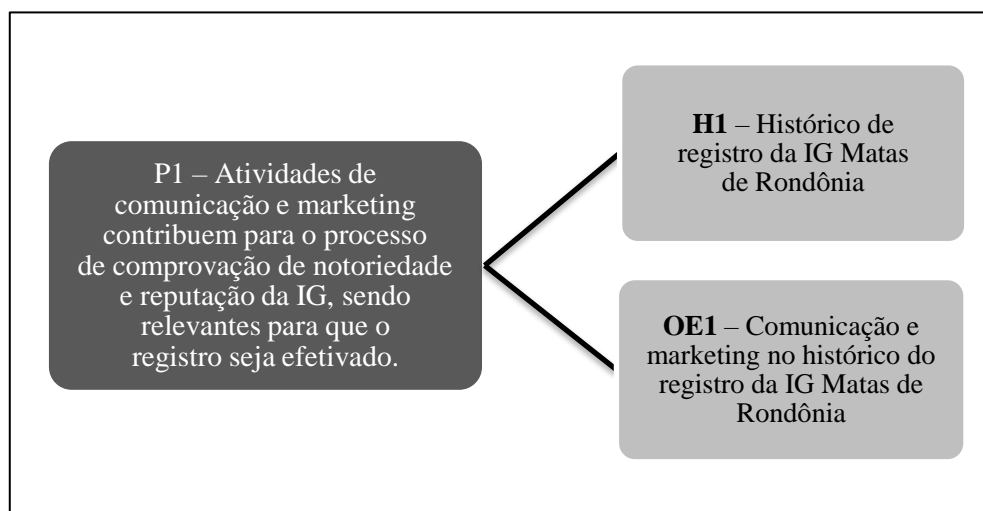 P1 – Atividades de
comunicação e marketing
contribuem para o processo
de comprovação de notoriedade
e reputação da IG, sendo
relevantes para que o
registro seja efetivado.
H1 – Histórico de
registro da IG Matas
de Rondônia
OE1 – Comunicação e
marketing no histórico do
registro da IG Matas de
Rondônia